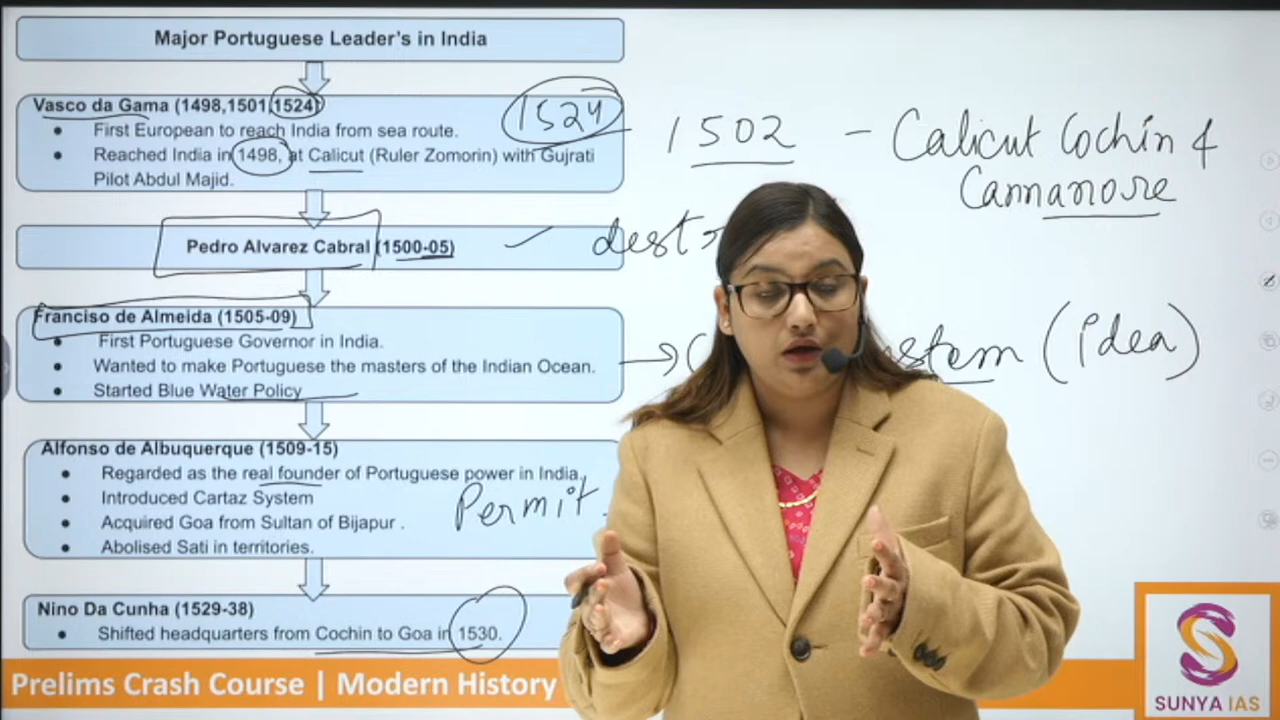 Major Portuguese Leader's in India
Vasco da Gama (1498,1501,1524)
1524
1502 – Calicut Cochin &
Cannanore
First European to reach India from sea route.
Reached India in 1498, at Calicut (Ruler Zomorin) with Gujrati
Pilot Abdul Majid.
Pedro Alvarez Cabral (1500-05)
Franciso de Almeida (1505-09)
First Portuguese Governor in India.
Wanted to make Portuguese the masters of the Indian Ocean.
(idea)
Started Blue Water Policy
Alfonso de Albuquerque (1509-15)
Regarded as the real founder of Portuguese power in India.
Introduced Cartaz System
Permit
Acquired Goa from Sultan of Bijapur .
Abolised Sati in territories.
Nino Da Cunha (1529-38)
Shifted headquarters from Cochin to Goa in 1530.
Prelims Crash Course | Modern History
SUNYA IAS